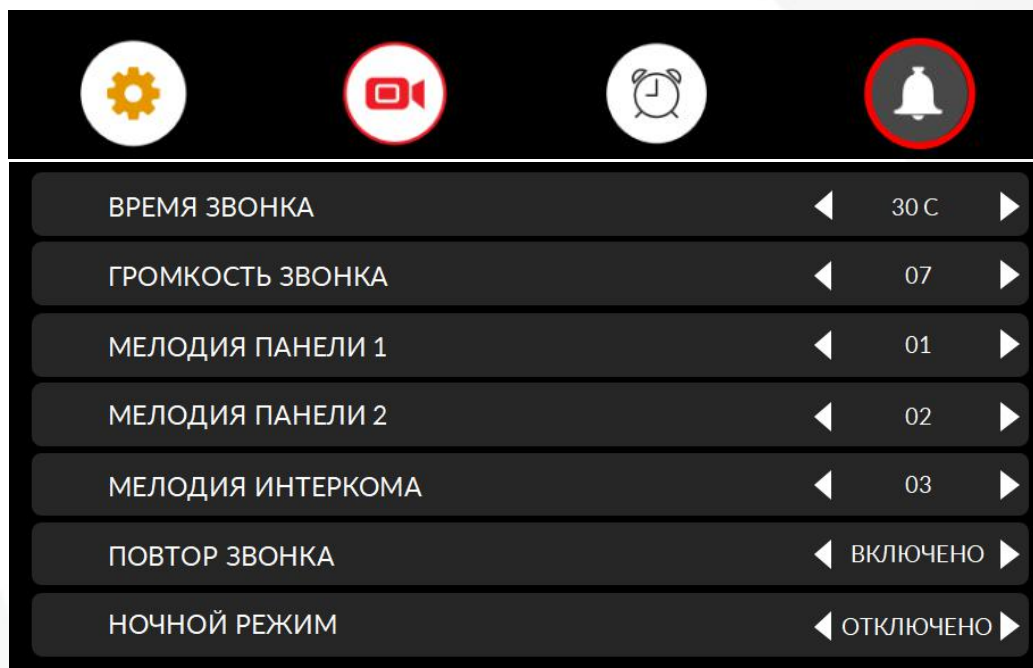 ВРЕМЯ ЗВОНКА 30 С
ГРОМКОСТЬ ЗВОНКА 07
МЕЛОДИЯ ПАНЕЛИ 1 01
МЕЛОДИЯ ПАНЕЛИ 2 02
МЕЛОДИЯ ИНТЕРКОМА 03
ПОВТОР ЗВОНКА ВКЛЮЧЕНО
НОЧНОЙ РЕЖИМ ОТКЛЮЧЕНО